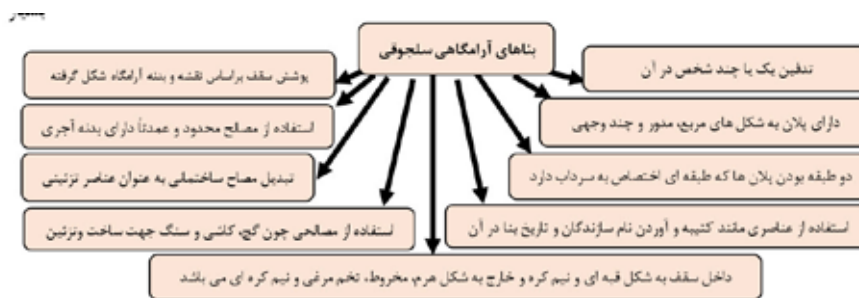 بناهای آرامگاهی سلجوقی
تدفین یک یا چند شخص در آن
پوشش سقف براساس نقشه و بدنه آرامگاه شکل گرفته
دارای پلان به شکل های مربع، مدور و چند وجهی
استفاده از مصالح محدود و عمدتاً دارای بدنه آجری
دو طبقه بودن پلان ها که طبقه ای اختصاص به سرداب دارد
تبدیل مصاح ساختمانی به عنوان عناصر تزئینی
استفاده از عناصری مانند کتیبه و آوردن نام سازندگان و تاریخ بنا در آن
استفاده از مصالحی چون گچ، کاشی و سنگ جهت ساخت وتزئین
داخل سقف به شکل قبه ای و نیم کره و خارج به شکل هرم، مخروط، تخم مرغی و نیم کره ای می باشد